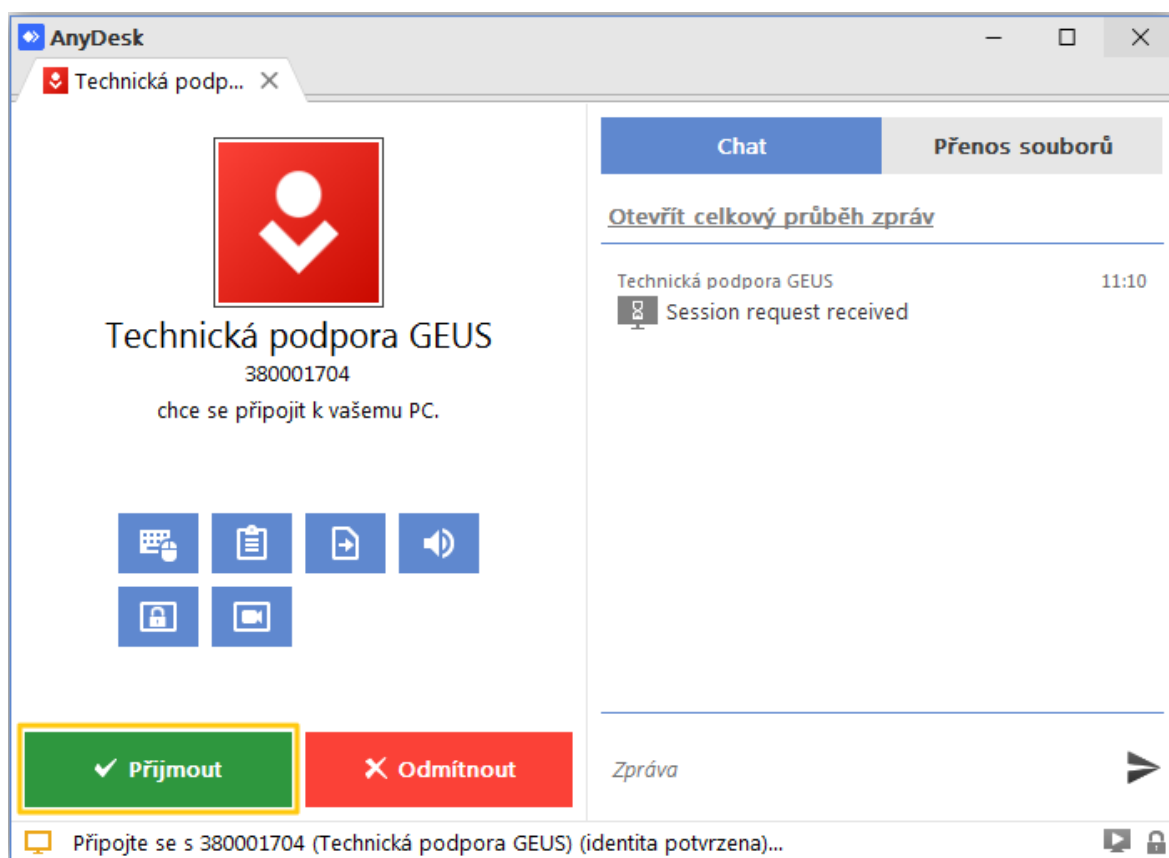 AnyDesk
Technická podp...
Technická podpora GEUS
380001704
chce se připojit k vašemu PC.
Přijmout
Odmítnout
Chat
Přenos souborů
Otevřít celkový průběh zpráv
Technická podpora GEUS 11:10
Session request received
Zpráva
Připojte se s 380001704 (Technická podpora GEUS) (identita potvrzena)...